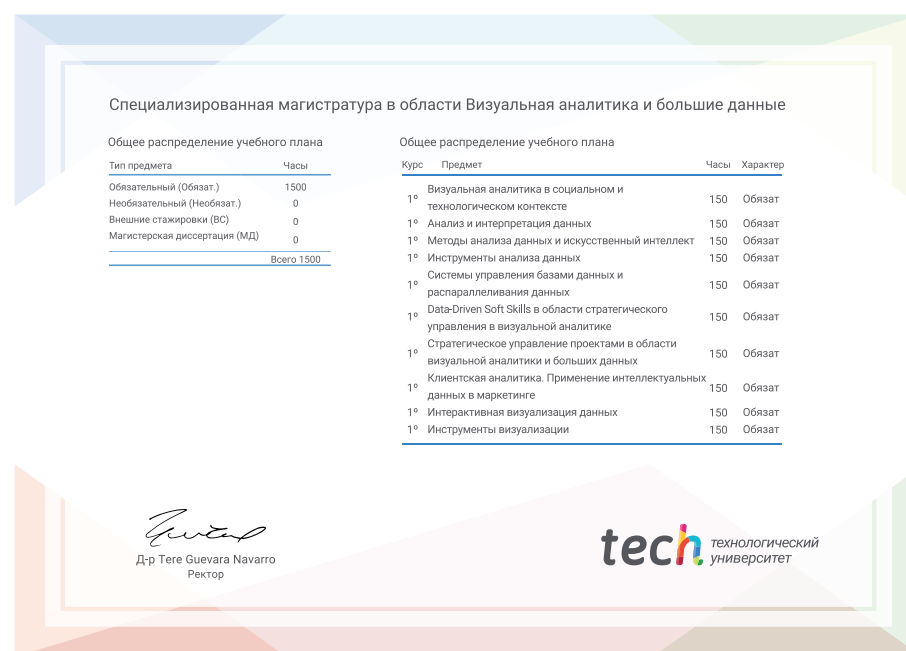 Специализированная магистратура в области Визуальная аналитика и большие данные
Общее распределение учебного плана
Тип предмета Часы
Обязательный (Обязат.) 1500
Необязательный (Необязат.) 0
Внешние стажировки (ВС) 0
Магистерская диссертация (МД) 0
Всего 1500
Общее распределение учебного плана
Курс Предмет Часы Характер
Визуальная аналитика в социальном и
1º 150 Обязат
технологическом контексте
1º Анализ и интерпретация данных 150 Обязат
1º Методы анализа данных и искусственный интеллект 150 Обязат
1º Инструменты анализа данных 150 Обязат
Системы управления базами данных и
1º 150 Обязат
распараллеливания данных
Data-Driven Soft Skills в области стратегического
1º 150 Обязат
управления в визуальной аналитике
Стратегическое управление проектами в области
1º 150 Обязат
визуальной аналитики и больших данных
Клиентская аналитика. Применение интеллектуальных
1º 150 Обязат
данных в маркетинге
1º Интерактивная визуализация данных 150 Обязат
1º Инструменты визуализации 150 Обязат
Д-р Tere Guevara Navarro
Ректор
tech технологический
университет